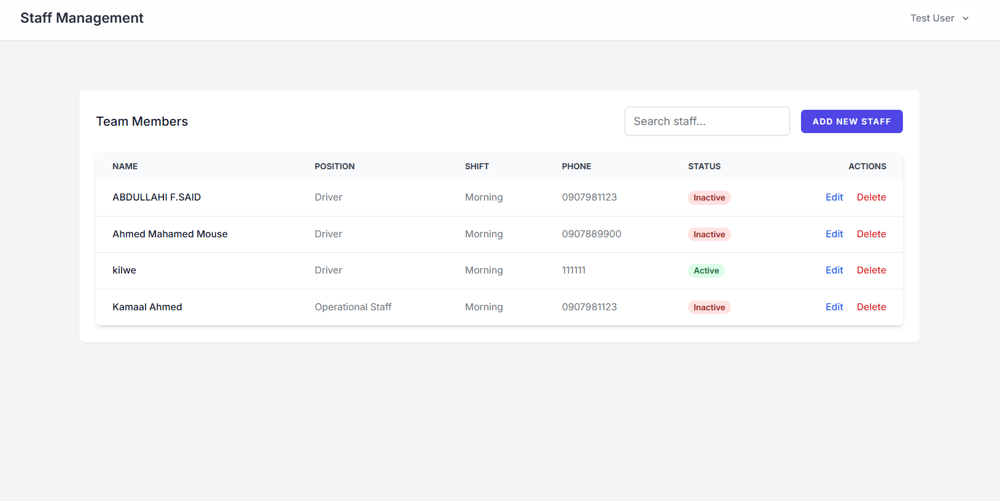 Staff Management Test User
Team Members Search staff... ADD NEW STAFF
NAME POSITION SHIFT PHONE STATUS ACTIONS
ABDULLAHI F.SAID Driver Morning 0907981123 Inactive Edit Delete
Ahmed Mahamed Mouse Driver Morning 0907889900 Inactive Edit Delete
kilwe Driver Morning 111111 Active Edit Delete
Kamaal Ahmed Operational Staff Morning 0907981123 Inactive Edit Delete